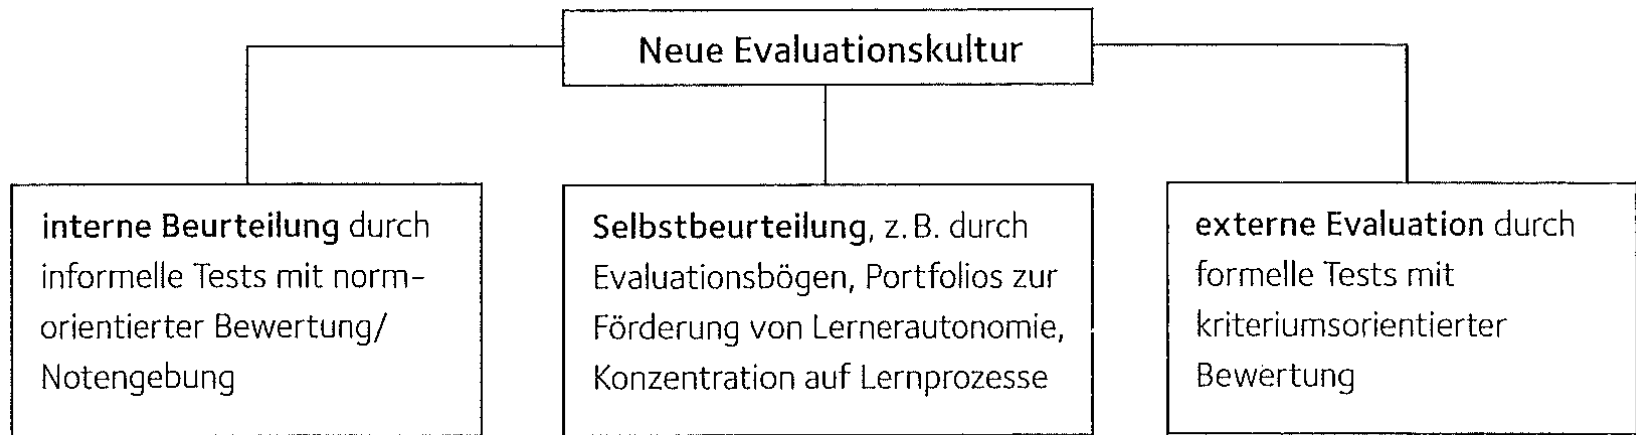 Neue Evaluationskultur
interne Beurteilung durch
informelle Tests mit norm-
orientierter Bewertung/
Notengebung
Selbstbeurteilung, z. B. durch
Evaluationsbögen, Portfolios zur
Förderung von Lernerautonomie,
Konzentration auf Lernprozesse
externe Evaluation durch
formelle Tests mit
kriteriumsorientierter
Bewertung